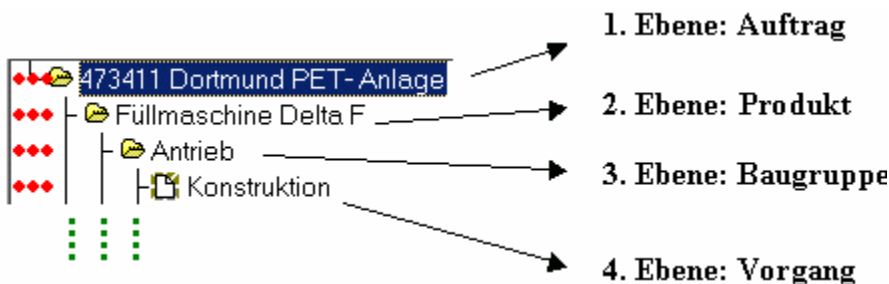 1. Ebene: Auftrag
473411 Dortmund PET- Anlage
Füllmaschine Delta F
2. Ebene: Produkt
Antrieb
3. Ebene: Baugruppe
Konstruktion
4. Ebene: Vorgang